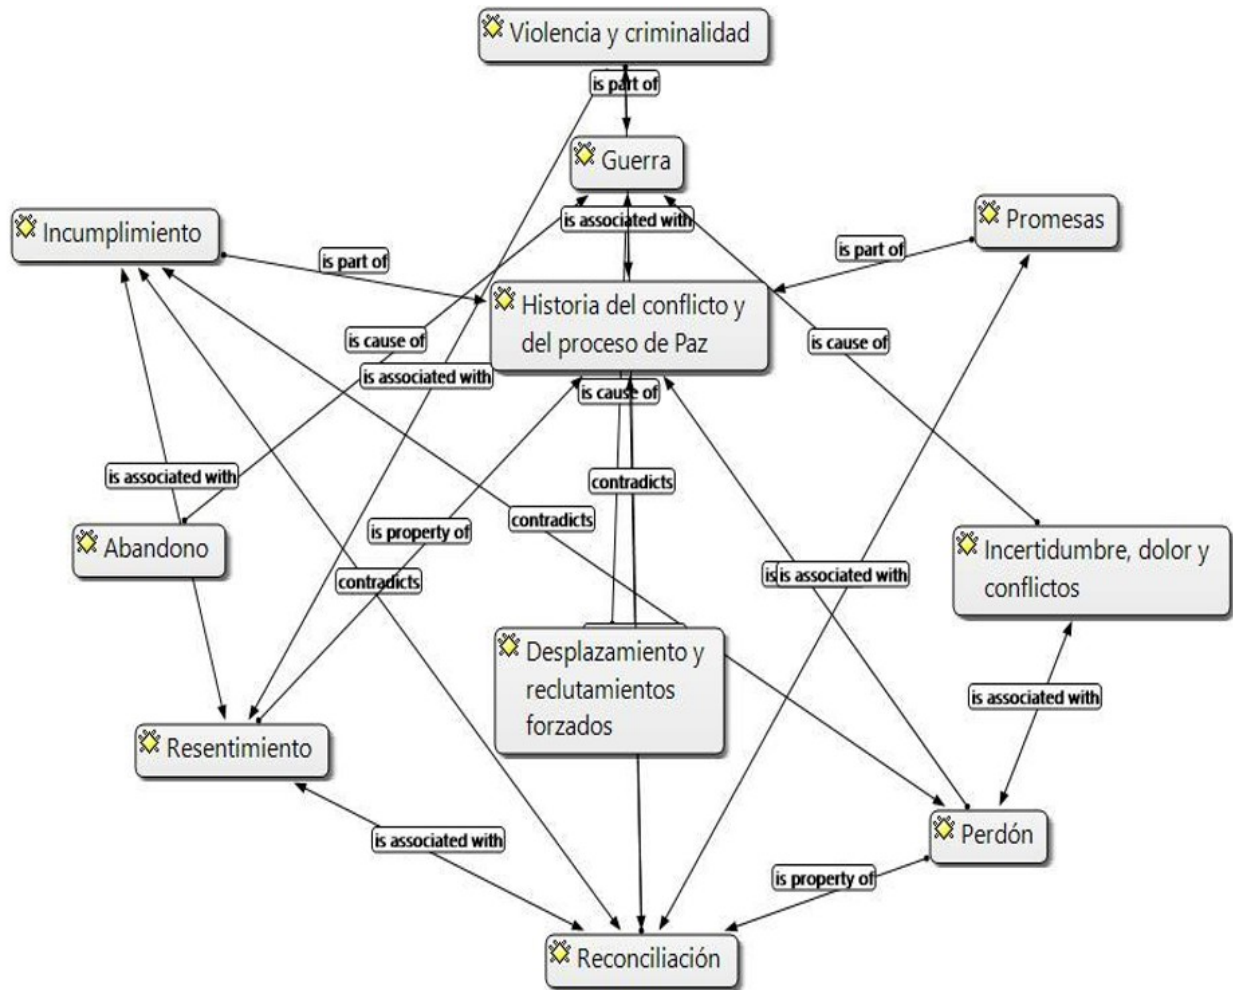 Violencia y criminalidad
is part of
Guerra
is associated with
Incumplimiento
Promesas
is part of
is part of
Historia del conflicto y
del proceso de Paz
is cause of
is cause of
is associated with
is cause of
is associated with
contradicts
is property of
contradicts
Abandono
Incertidumbre, dolor y
conflictos
contradicts
is associated with
Desplazamiento y
reclutamientos
forzados
is associated with
Resentimiento
Perdón
is associated with
is property of
Reconciliación